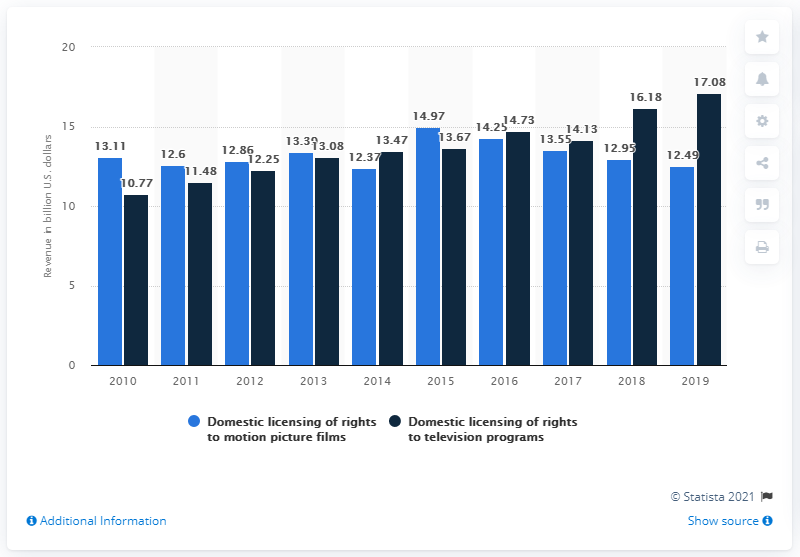 20
15
10
5
0
Revenue in billion U.S. dollars
13.11
10.77
12.6
11.48
12.86
12.25
13.39
13.08
12.37
13.47
14.97
13.67
14.25
14.73
13.55
14.13
12.95
16.18
12.49
17.08
2010 2011 2012 2013 2014 2015 2016 2017 2018 2019
Domestic licensing of rights
to motion picture films
Domestic licensing of rights
to television programs
© Statista 2021
Additional Information
Show source